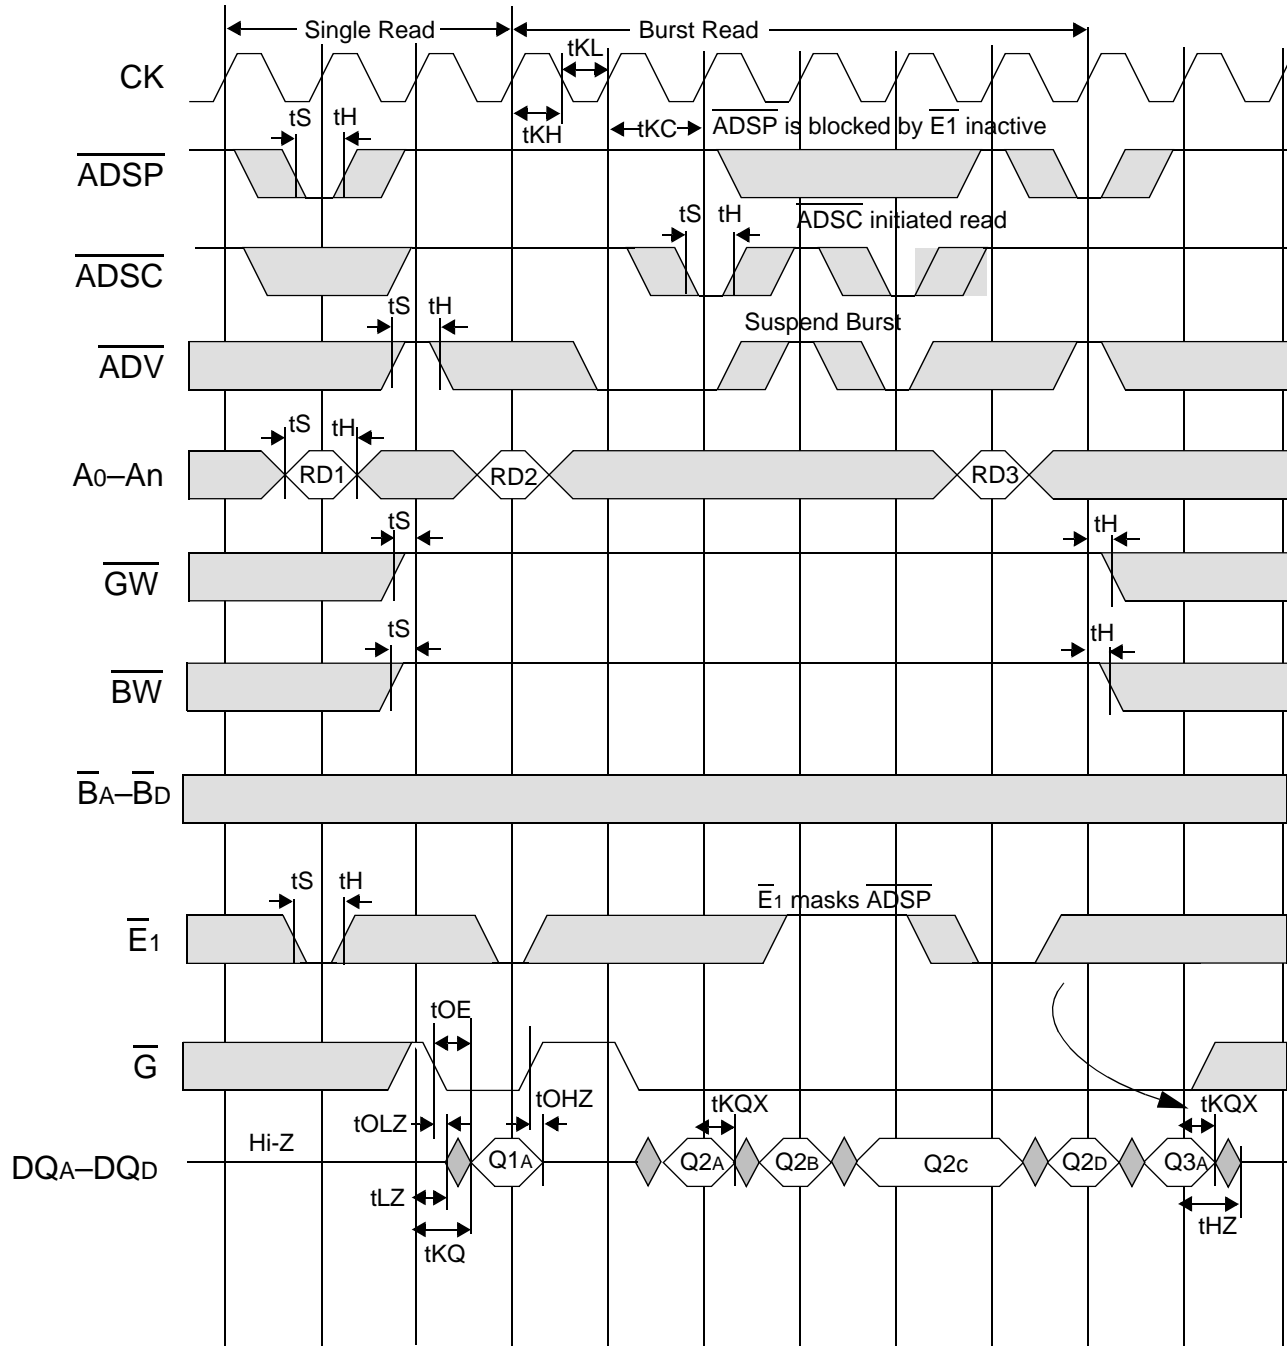 Single Read
Burst Read
CK
tKL
tKH
tKC
ADSP is blocked by E1 inactive
tS
tH
ADSP
tS
tH
ADSC initiated read
ADSC
tS
tH
Suspend Burst
ADV
tS
tH
A0–An
RD1
RD2
RD3
tS
tH
GW
tS
tH
BW
BA–BD
tS
tH
E1 masks ADSP
E1
tOE
G
tOHZ
tKQX
tKQX
tOLZ
Hi-Z
DQA–DQD
Q1A
Q2A
Q2B
Q2c
Q2D
Q3A
tLZ
tHZ
tKQ